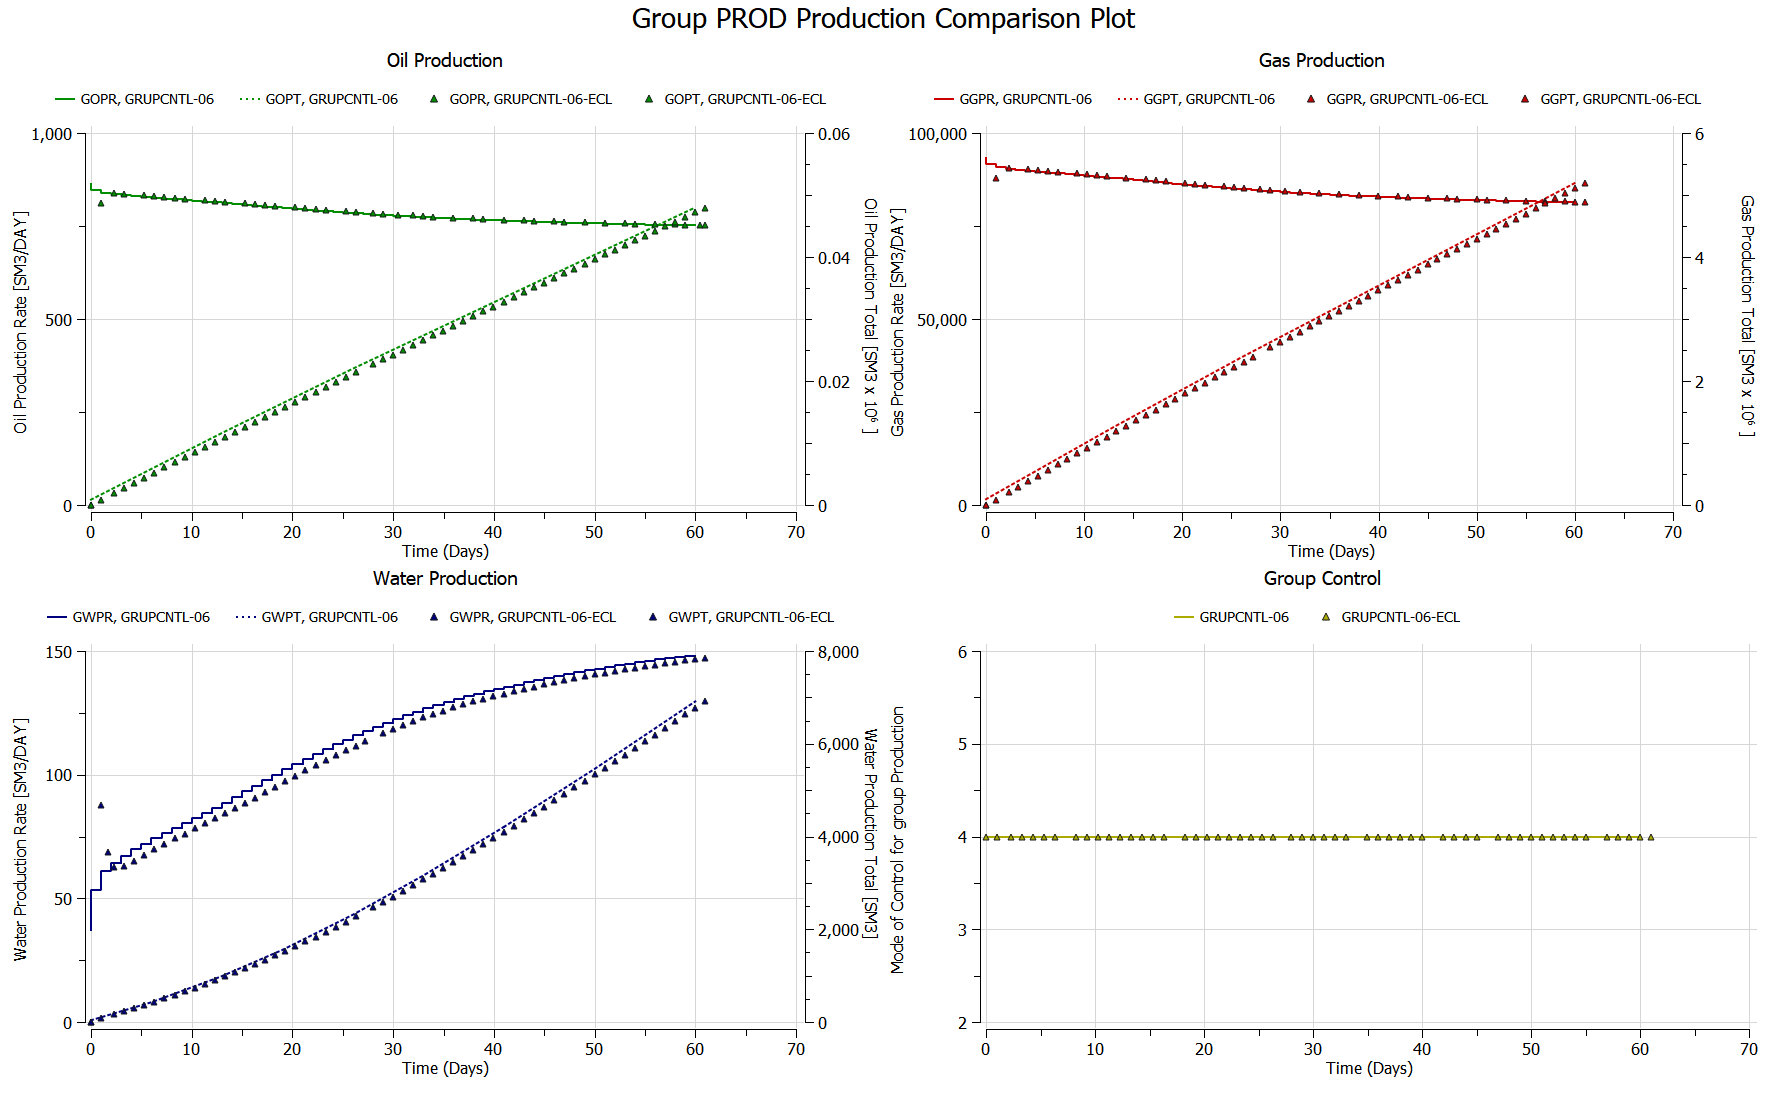 Group PROD Production Comparison Plot
Oil Production
GOPR, GRUPCNTL-06 GOPT, GRUPCNTL-06 GOPR, GRUPCNTL-06-ECL GOPT, GRUPCNTL-06-ECL
1,000
500
0
Oil Production Rate [SM3/DAY]
0.06
0.04
0.02
0
Oil Production Total [SM3 x 10⁶ ]
0 10 20 30 40 50 60 70
Time (Days)
Gas Production
GGPR, GRUPCNTL-06 GGPT, GRUPCNTL-06 GGPR, GRUPCNTL-06-ECL GGPT, GRUPCNTL-06-ECL
100,000
50,000
0
Gas Production Rate [SM3/DAY]
6
4
2
0
Gas Production Total [SM3 x 10⁶ ]
0 10 20 30 40 50 60 70
Time (Days)
Water Production
GWPR, GRUPCNTL-06 GWPT, GRUPCNTL-06 GWPR, GRUPCNTL-06-ECL GWPT, GRUPCNTL-06-ECL
150
100
50
0
Water Production Rate [SM3/DAY]
8,000
6,000
4,000
2,000
0
Water Production Total [SM3]
0 10 20 30 40 50 60 70
Time (Days)
Group Control
GRUPCNTL-06 GRUPCNTL-06-ECL
6
5
4
3
2
Mode of Control for group Production
0 10 20 30 40 50 60 70
Time (Days)